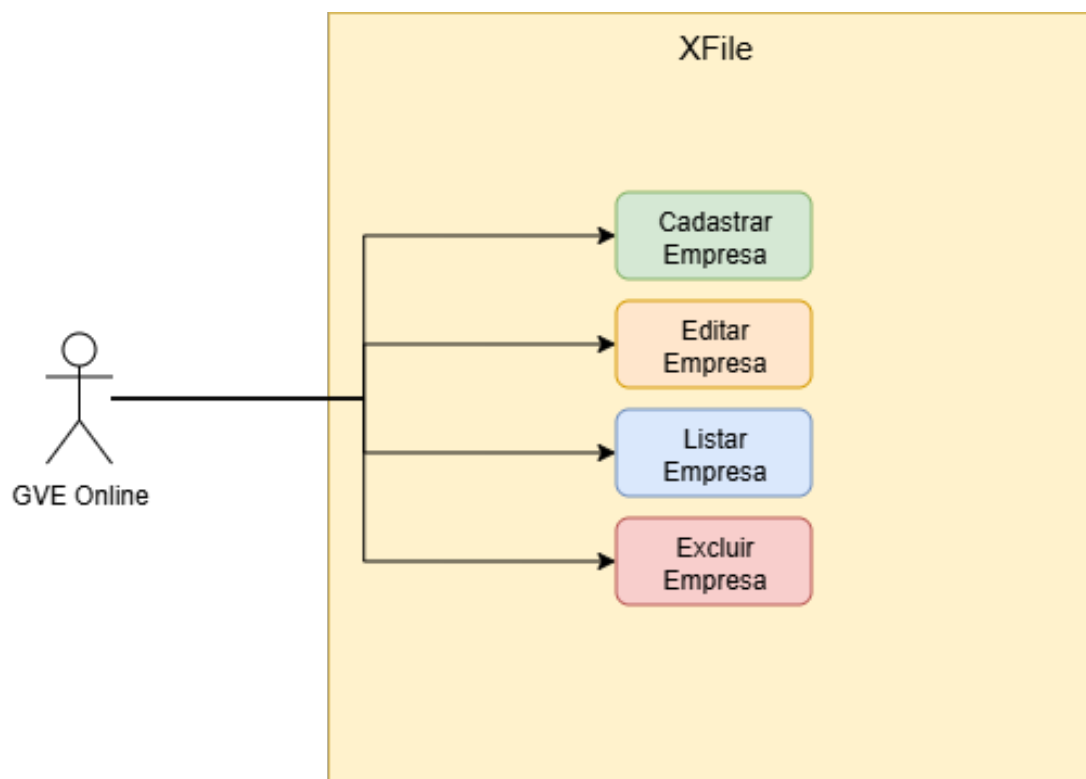 XFile
Cadastrar
Empresa
Editar
Empresa
Listar
Empresa
Excluir
Empresa
GVE Online